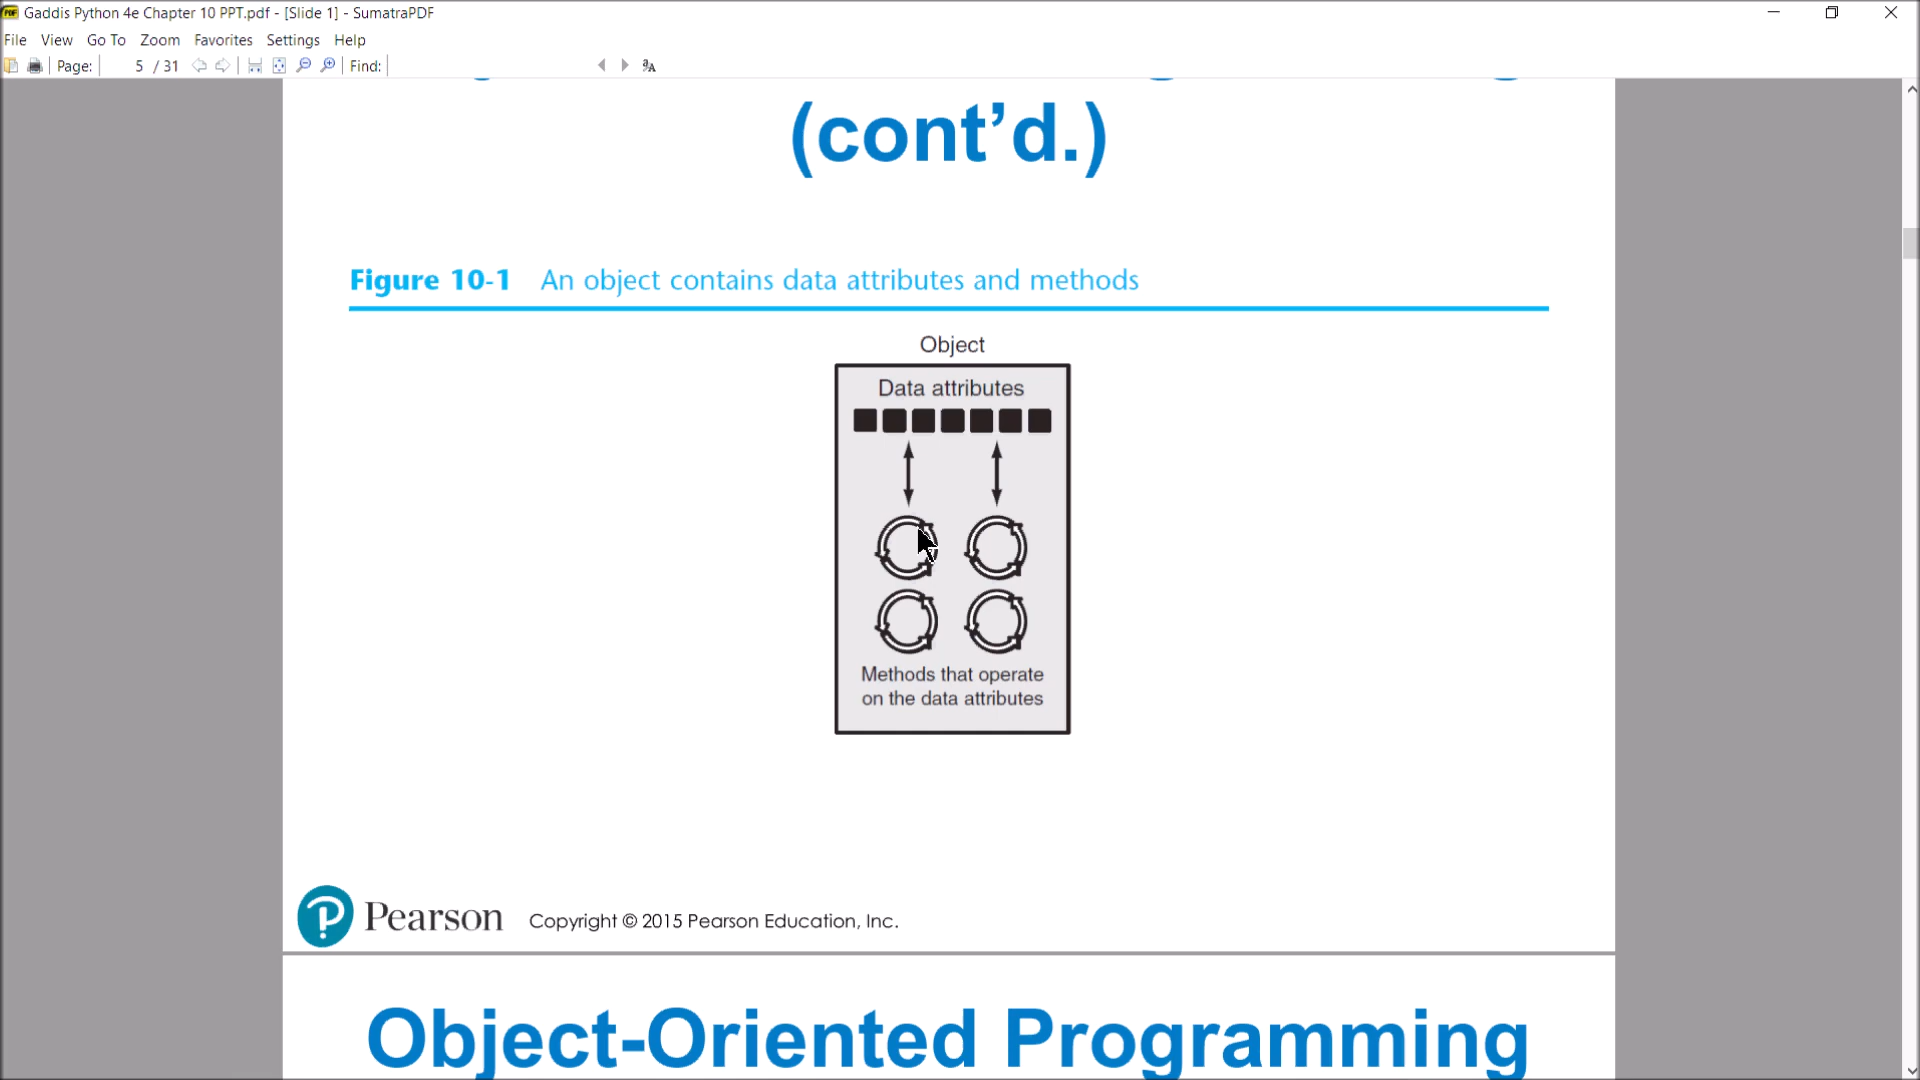 Gaddis Python 4e Chapter 10 PPT.pdf - [Slide 1] - SumatraPDF
File View Go To Zoom Favorites Settings Help
Page: 5 / 31 Find:
(cont’d.)
Figure 10-1 An object contains data attributes and methods
Object
Data attributes
Methods that operate
on the data attributes
Pearson Copyright © 2015 Pearson Education, Inc.
Object-Oriented Programming